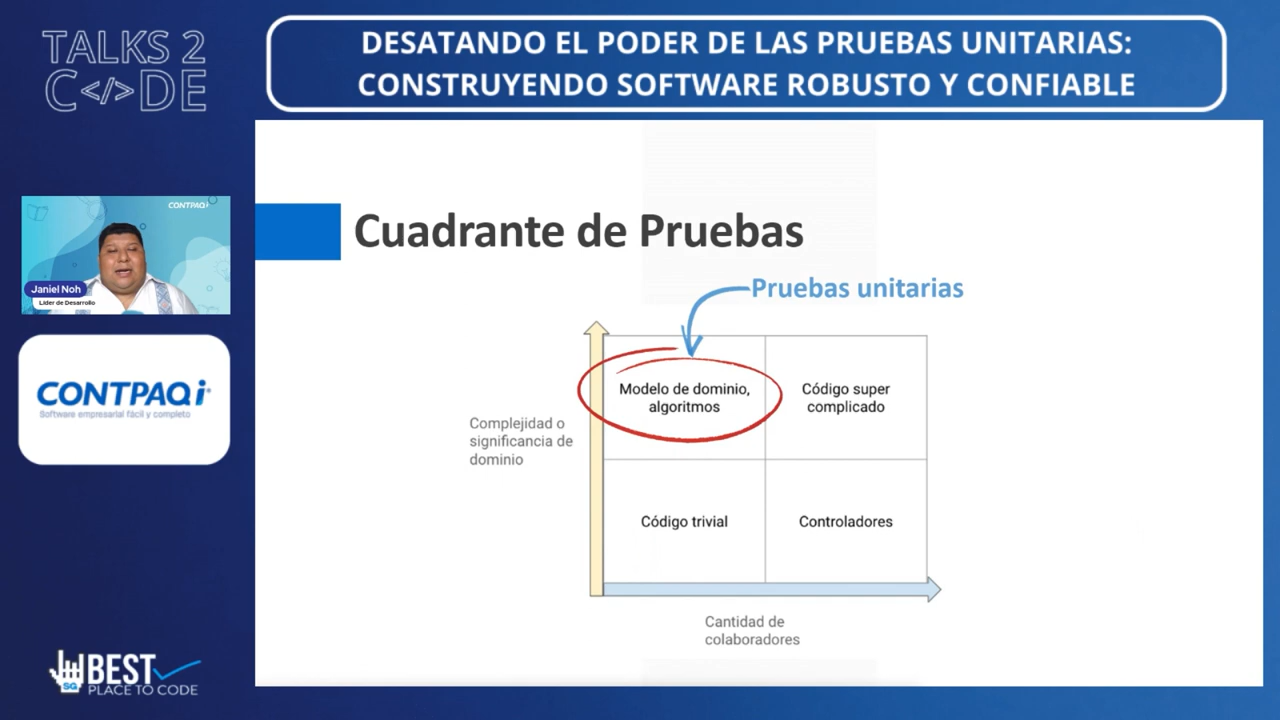 TALKS 2
C</>DE
DESATANDO EL PODER DE LAS PRUEBAS UNITARIAS:
CONSTRUYENDO SOFTWARE ROBUSTO Y CONFIABLE
CONTPAQi
Janiel Noh
Líder de Desarrollo
CONTPAQi®
Software empresarial fácil y completo
SG
BEST
PLACE TO CODE
Cuadrante de Pruebas
Pruebas unitarias
Modelo de dominio,
algoritmos
Código super
complicado
Complejidad o
significancia de
dominio
Código trivial
Controladores
Cantidad de
colaboradores